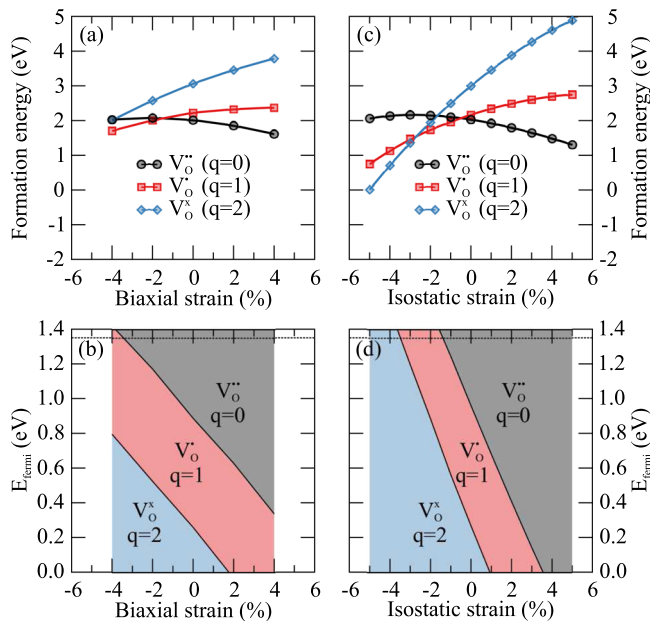 (a)
Formation energy (eV)
5
4
3
2
1
0
-1
-2
V_O^•• (q=0)
V_O^• (q=1)
V_O^x (q=2)
-6 -4 -2 0 2 4 6
Biaxial strain (%)
(c)
5
4
3
2
1
0
-1
-2
Formation energy (eV)
V_O^•• (q=0)
V_O^• (q=1)
V_O^x (q=2)
-6 -4 -2 0 2 4 6
Isostatic strain (%)
(b)
E_fermi (eV)
1.4
1.2
1.0
0.8
0.6
0.4
0.2
0.0
V_O^••
q=0
V_O^•
q=1
V_O^x
q=2
-6 -4 -2 0 2 4 6
Biaxial strain (%)
(d)
1.4
1.2
1.0
0.8
0.6
0.4
0.2
0.0
E_fermi (eV)
V_O^••
q=0
V_O^•
q=1
V_O^x
q=2
-6 -4 -2 0 2 4 6
Isostatic strain (%)